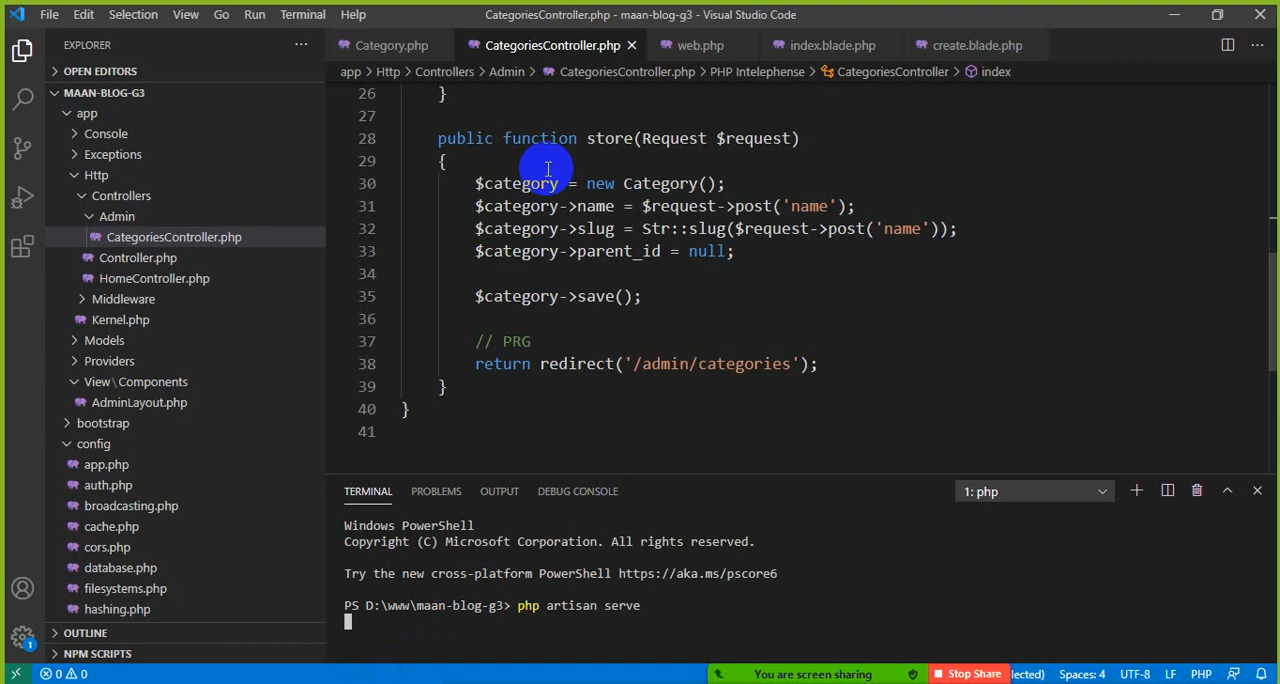 File Edit Selection View Go Run Terminal Help CategoriesController.php - maan-blog-g3 - Visual Studio Code
EXPLORER
OPEN EDITORS
MAAN-BLOG-G3
app
Console
Exceptions
Http
Controllers
Admin
CategoriesController.php
Controller.php
HomeController.php
Middleware
Kernel.php
Models
Providers
View\Components
AdminLayout.php
bootstrap
config
app.php
auth.php
broadcasting.php
cache.php
cors.php
database.php
filesystems.php
hashing.php
OUTLINE
NPM SCRIPTS
Category.php CategoriesController.php web.php index.blade.php create.blade.php
app > Http > Controllers > Admin > CategoriesController.php > PHP Intelephense > CategoriesController > index
26 }
27
28 public function store(Request $request)
29 {
30 $category = new Category();
31 $category->name = $request->post('name');
32 $category->slug = Str::slug($request->post('name'));
33 $category->parent_id = null;
34
35 $category->save();
36
37 // PRG
38 return redirect('/admin/categories');
39 }
40 }
41
TERMINAL PROBLEMS OUTPUT DEBUG CONSOLE 1: php
Windows PowerShell
Copyright (C) Microsoft Corporation. All rights reserved.
Try the new cross-platform PowerShell https://aka.ms/pscore6
PS D:\www\maan-blog-g3> php artisan serve
1
0 0 You are screen sharing Stop Share lected) Spaces: 4 UTF-8 LF PHP